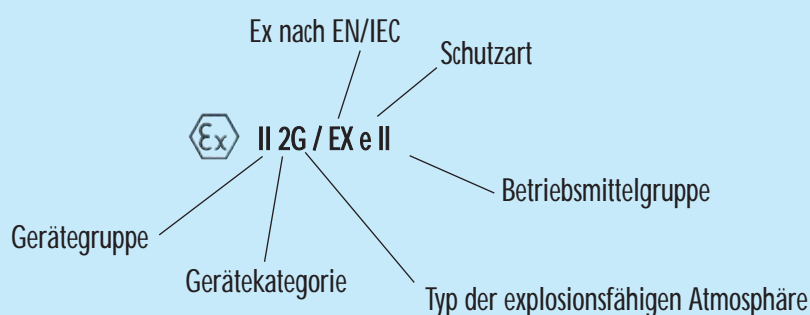 Ex nach EN/IEC
Schutzart
Ex II 2G / EX e II
Betriebsmittelgruppe
Gerätegruppe
Gerätekategorie
Typ der explosionsfähigen Atmosphäre